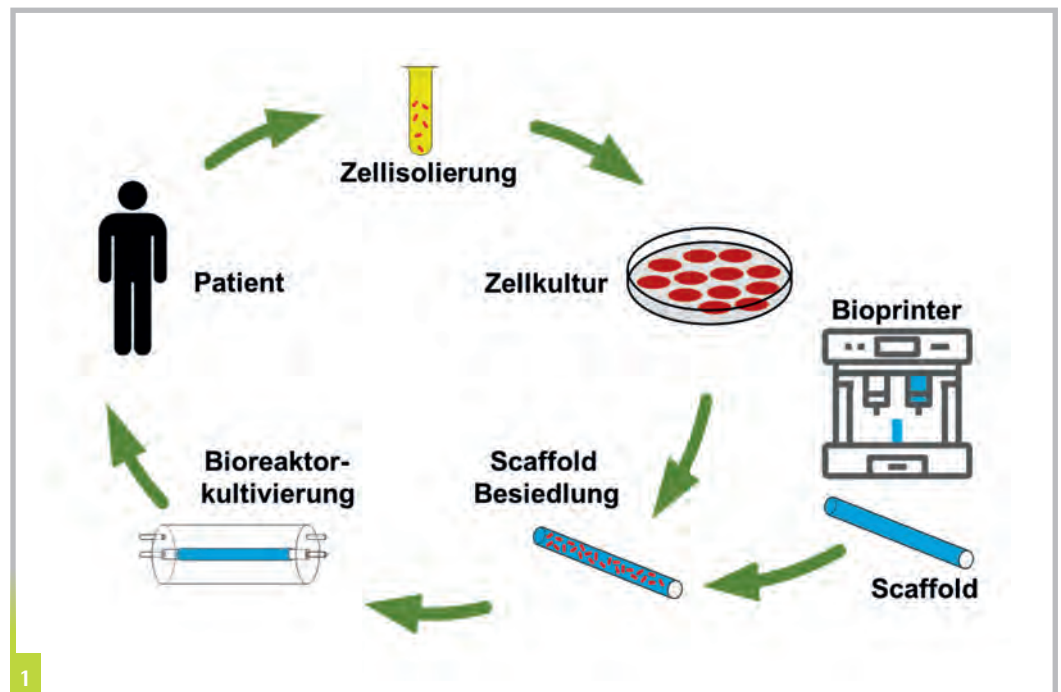 Zellisolierung
Patient
Zellkultur
Bioprinter
Bioreaktor-
kultivierung
Scaffold
Besiedlung
Scaffold
1